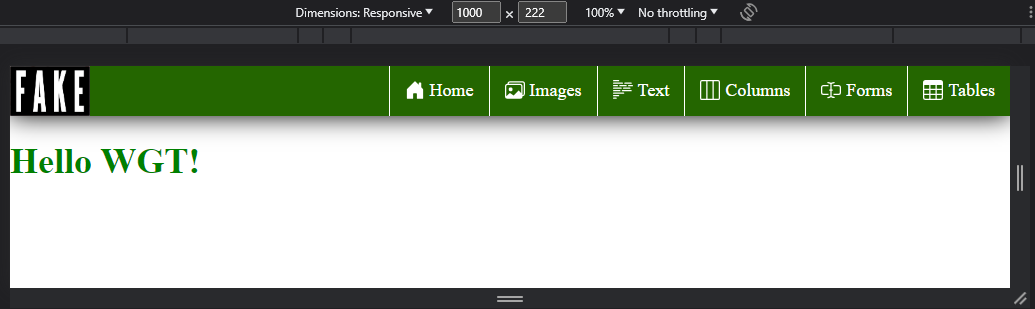 Dimensions: Responsive 1000 × 222 100% No throttling
FAKE Home Images Text Columns Forms Tables
Hello WGT!